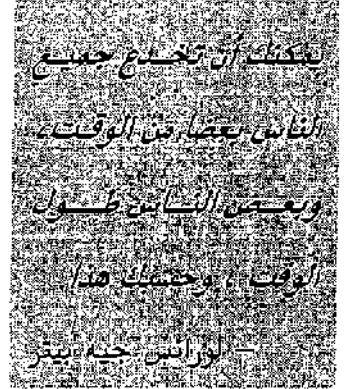 يمكنك أن تخدع جميع
الناس بعضا من الوقت،
وبعض الناس طول
الوقت، وحسبك هذا
— لورانس جيه بيتر